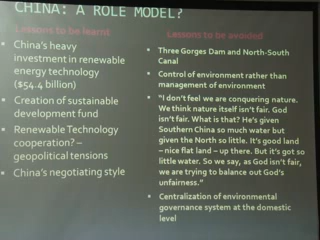 CHINA: A ROLE MODEL?
Lessons to be learnt
China's heavy
investment in renewable
energy technology
($54.4 billion)
Creation of sustainable
development fund
Renewable Technology
cooperation? –
geopolitical tensions
China's negotiating style
Lessons to be avoided
Three Gorges Dam and North-South
Canal
Control of environment rather than
management of environment
"I don't feel we are conquering nature.
We think nature itself isn't fair. God
isn't fair. What is that? He's given
Southern China so much water but
given the North so little. It's good land
– nice flat land – up there. But it's got so
little water. So we say, as God isn't fair,
we are trying to balance out God's
unfairness."
Centralization of environmental
governance system at the domestic
level